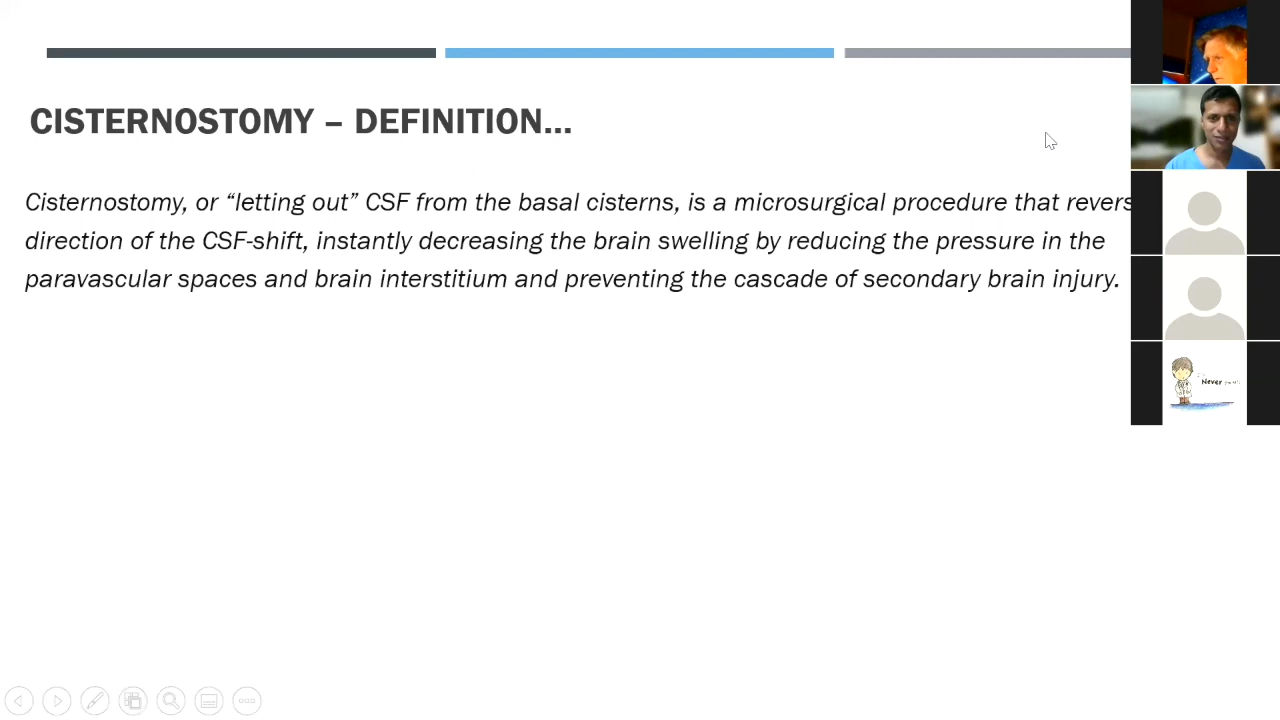 CISTERNOSTOMY – DEFINITION...
Cisternostomy, or “letting out” CSF from the basal cisterns, is a microsurgical procedure that revers
direction of the CSF-shift, instantly decreasing the brain swelling by reducing the pressure in the
paravascular spaces and brain interstitium and preventing the cascade of secondary brain injury.
Never